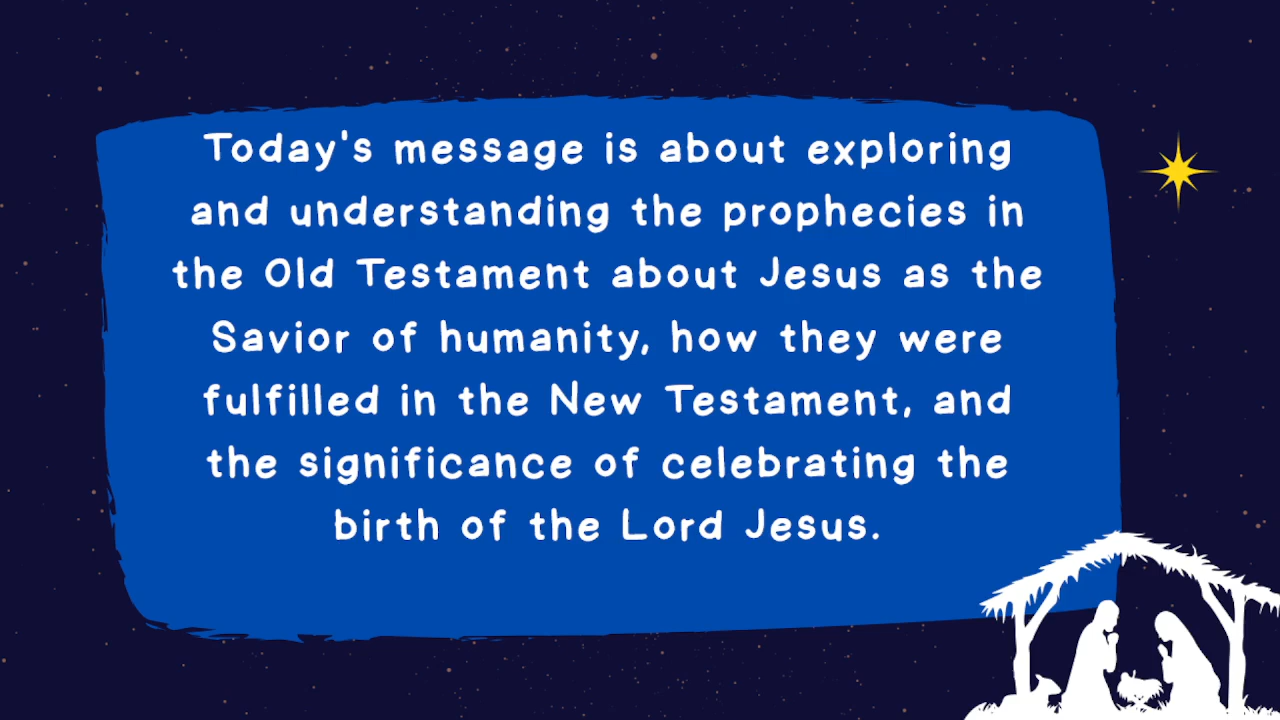 Today's message is about exploring
and understanding the prophecies in
the Old Testament about Jesus as the
Savior of humanity, how they were
fulfilled in the New Testament, and
the significance of celebrating the
birth of the Lord Jesus.